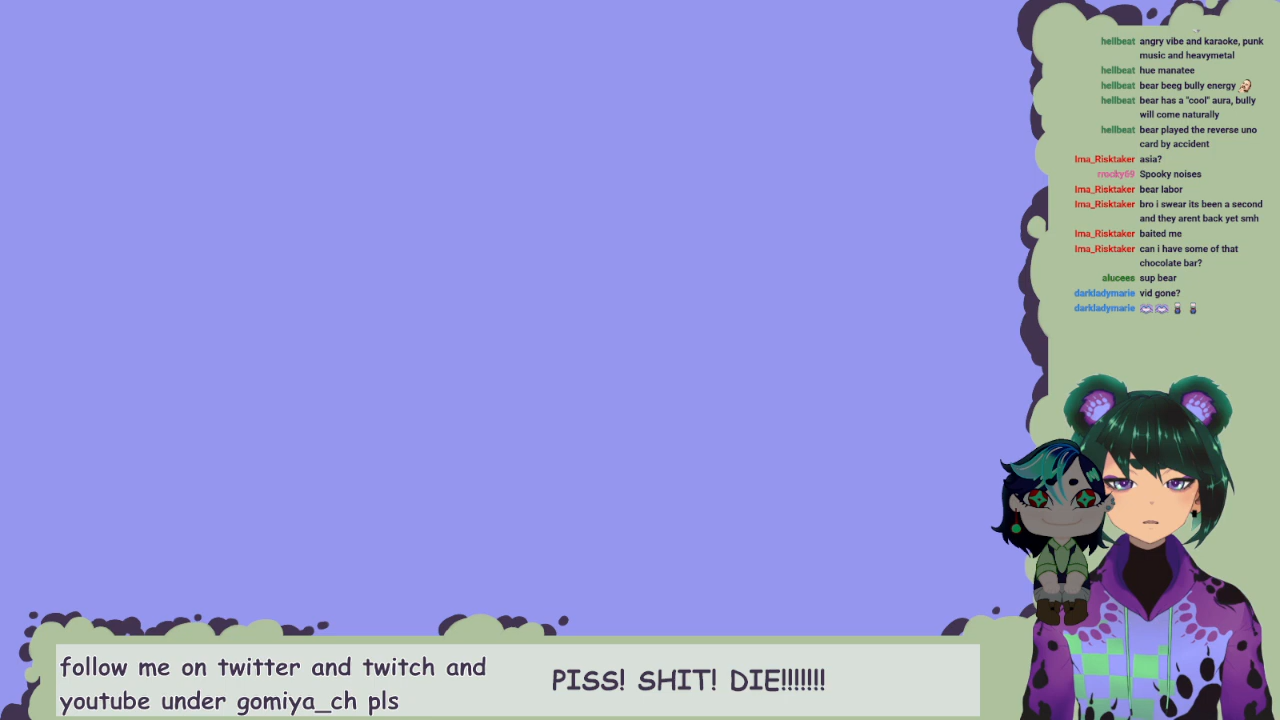 hellbeat angry vibe and karaoke, punk
music and heavymetal
hellbeat hue manatee
hellbeat bear beeg bully energy
hellbeat bear has a "cool" aura, bully
will come naturally
hellbeat bear played the reverse uno
card by accident
Ima_Risktaker asia?
rrocky69 Spooky noises
Ima_Risktaker bear labor
Ima_Risktaker bro i swear its been a second
and they arent back yet smh
Ima_Risktaker baited me
Ima_Risktaker can i have some of that
chocolate bar?
alucees sup bear
darkladymarie vid gone?
darkladymarie
follow me on twitter and twitch and
youtube under gomiya_ch pls
PISS! SHIT! DIE!!!!!!!